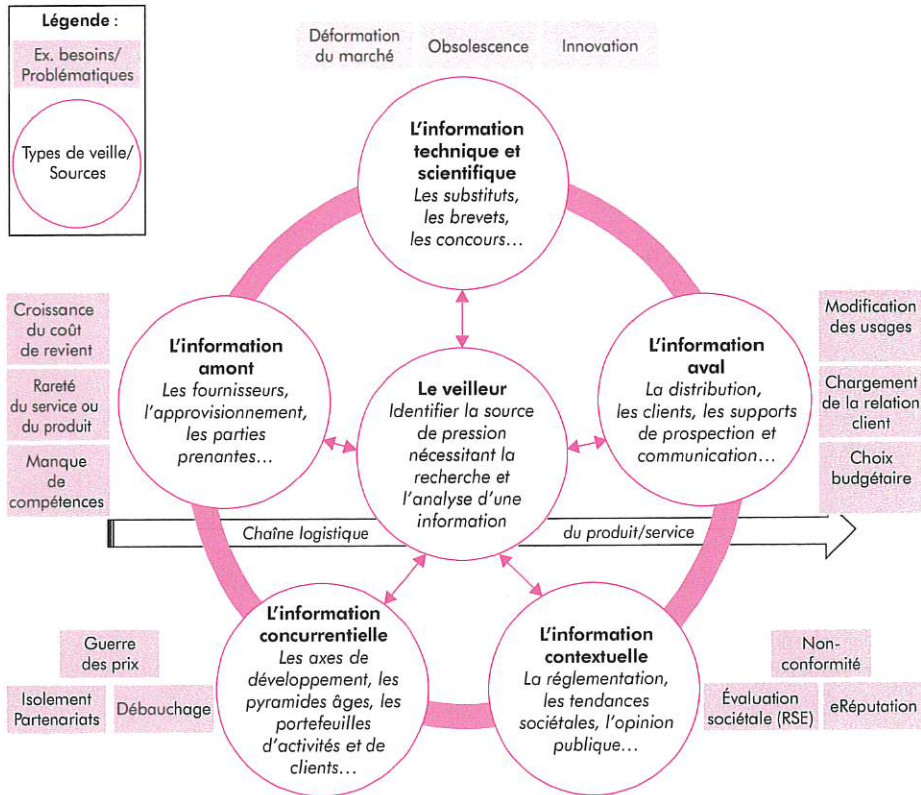 Légende :
Ex. besoins/
Problématiques
Types de veille/
Sources
Déformation
du marché
Obsolescence
Innovation
L'information
technique et
scientifique
Les substituts,
les brevets,
les concours…
Croissance
du coût
de revient
Rareté
du service ou
du produit
Manque
de
compétences
L'information
amont
Les fournisseurs,
l'approvisionnement,
les parties
prenantes…
Le veilleur
Identifier la source
de pression
nécessitant la
recherche et
l'analyse d'une
information
L'information
aval
La distribution,
les clients, les supports
de prospection et
communication…
Modification
des usages
Chargement
de la relation
client
Choix
budgétaire
Chaîne logistique
du produit/service
Guerre
des prix
Isolement
Partenariats
Débauchage
L'information
concurrentielle
Les axes de
développement, les
pyramides âges, les
portefeuilles
d'activités et de
clients…
L'information
contextuelle
La réglementation,
les tendances
sociétales, l'opinion
publique…
Non-
conformité
Évaluation
sociétale (RSE)
eRéputation